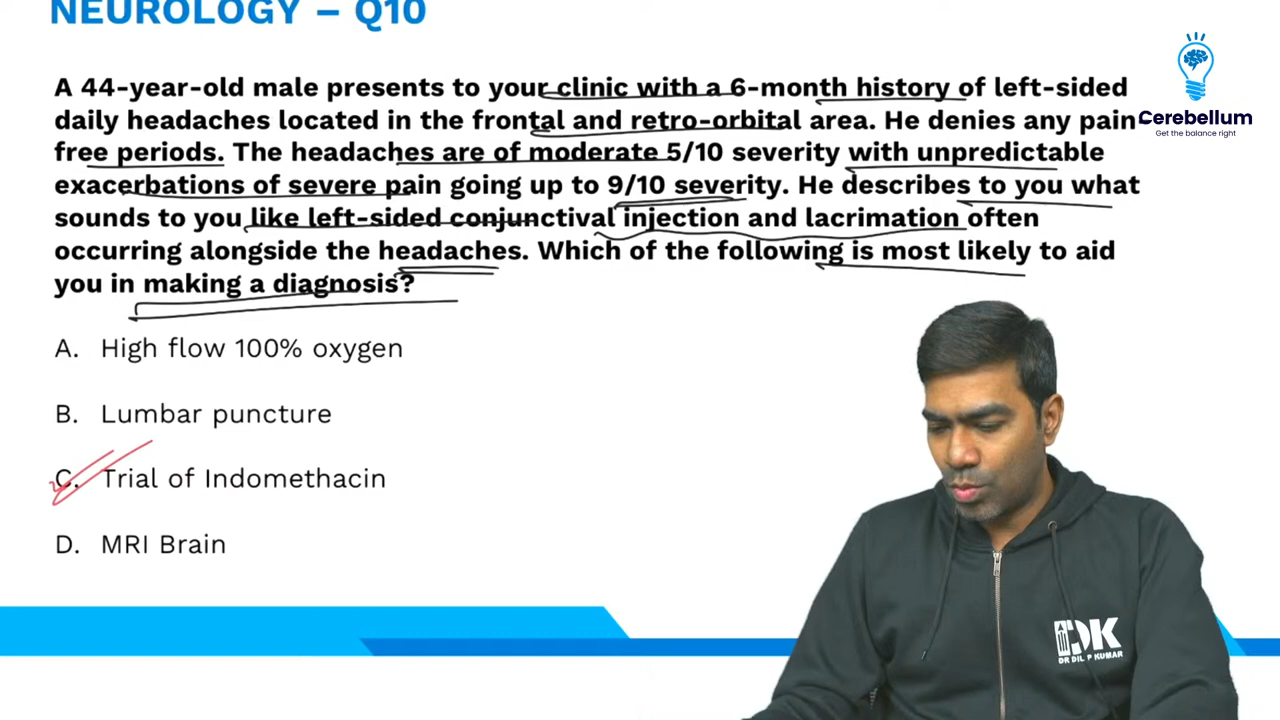 NEUROLOGY – Q10
A 44-year-old male presents to your clinic with a 6-month history of left-sided
daily headaches located in the frontal and retro-orbital area. He denies any pain
free periods. The headaches are of moderate 5/10 severity with unpredictable
exacerbations of severe pain going up to 9/10 severity. He describes to you what
sounds to you like left-sided conjunctival injection and lacrimation often
occurring alongside the headaches. Which of the following is most likely to aid
you in making a diagnosis?
A. High flow 100% oxygen
B. Lumbar puncture
C. Trial of Indomethacin
D. MRI Brain
Cerebellum
Get the balance right
DK